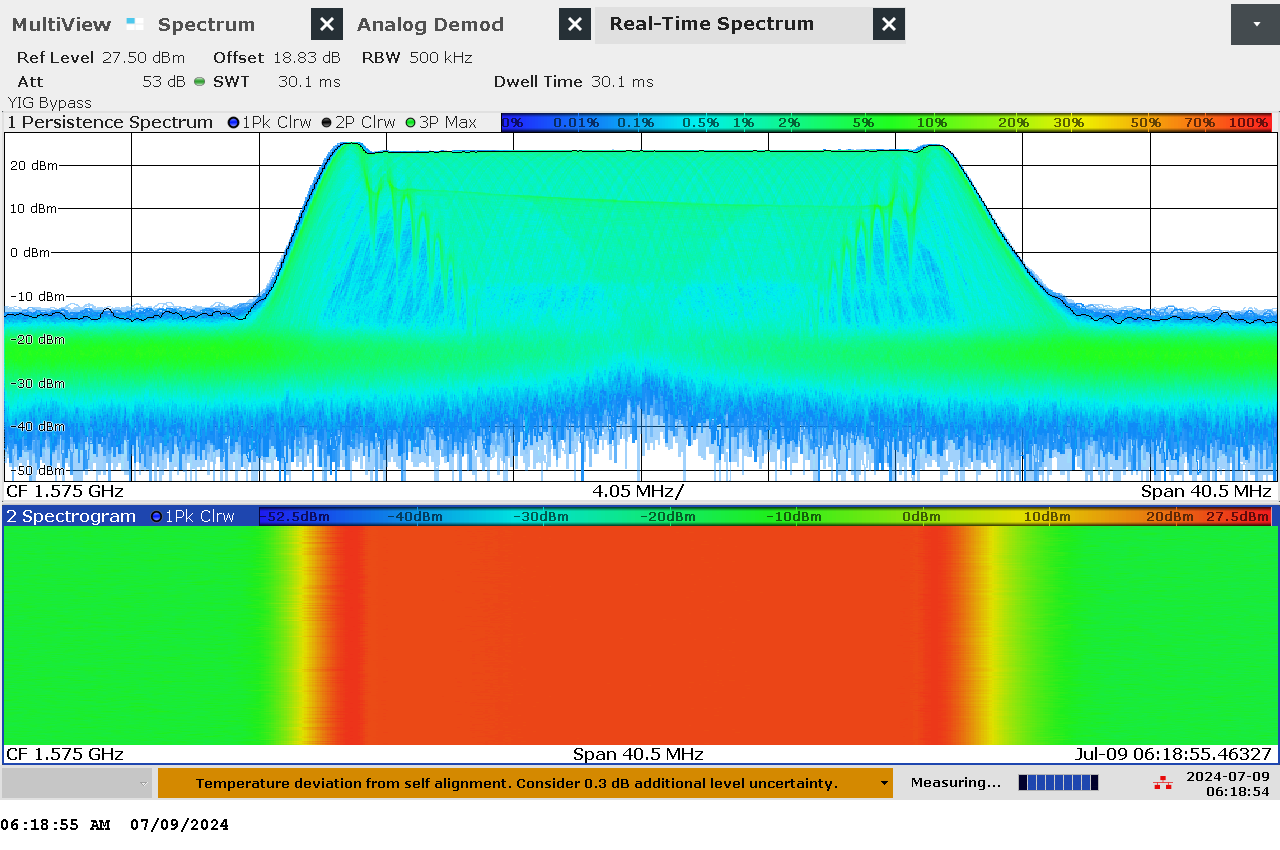 MultiView Spectrum Analog Demod Real-Time Spectrum
Ref Level 27.50 dBm Offset 18.83 dB RBW 500 kHz
Att 53 dB SWT 30.1 ms Dwell Time 30.1 ms
YIG Bypass
1 Persistence Spectrum 1Pk Clrw 2P Clrw 3P Max 0% 0.01% 0.1% 0.5% 1% 2% 5% 10% 20% 30% 50% 70% 100%
20 dBm
10 dBm
0 dBm
-10 dBm
-20 dBm
-30 dBm
-40 dBm
-50 dBm
CF 1.575 GHz 4.05 MHz/ Span 40.5 MHz
2 Spectrogram 1Pk Clrw -52.5dBm -40dBm -30dBm -20dBm -10dBm 0dBm 10dBm 20dBm 27.5dBm
CF 1.575 GHz Span 40.5 MHz Jul-09 06:18:55.46327
Temperature deviation from self alignment. Consider 0.3 dB additional level uncertainty. Measuring... 2024-07-09
06:18:54
06:18:55 AM 07/09/2024